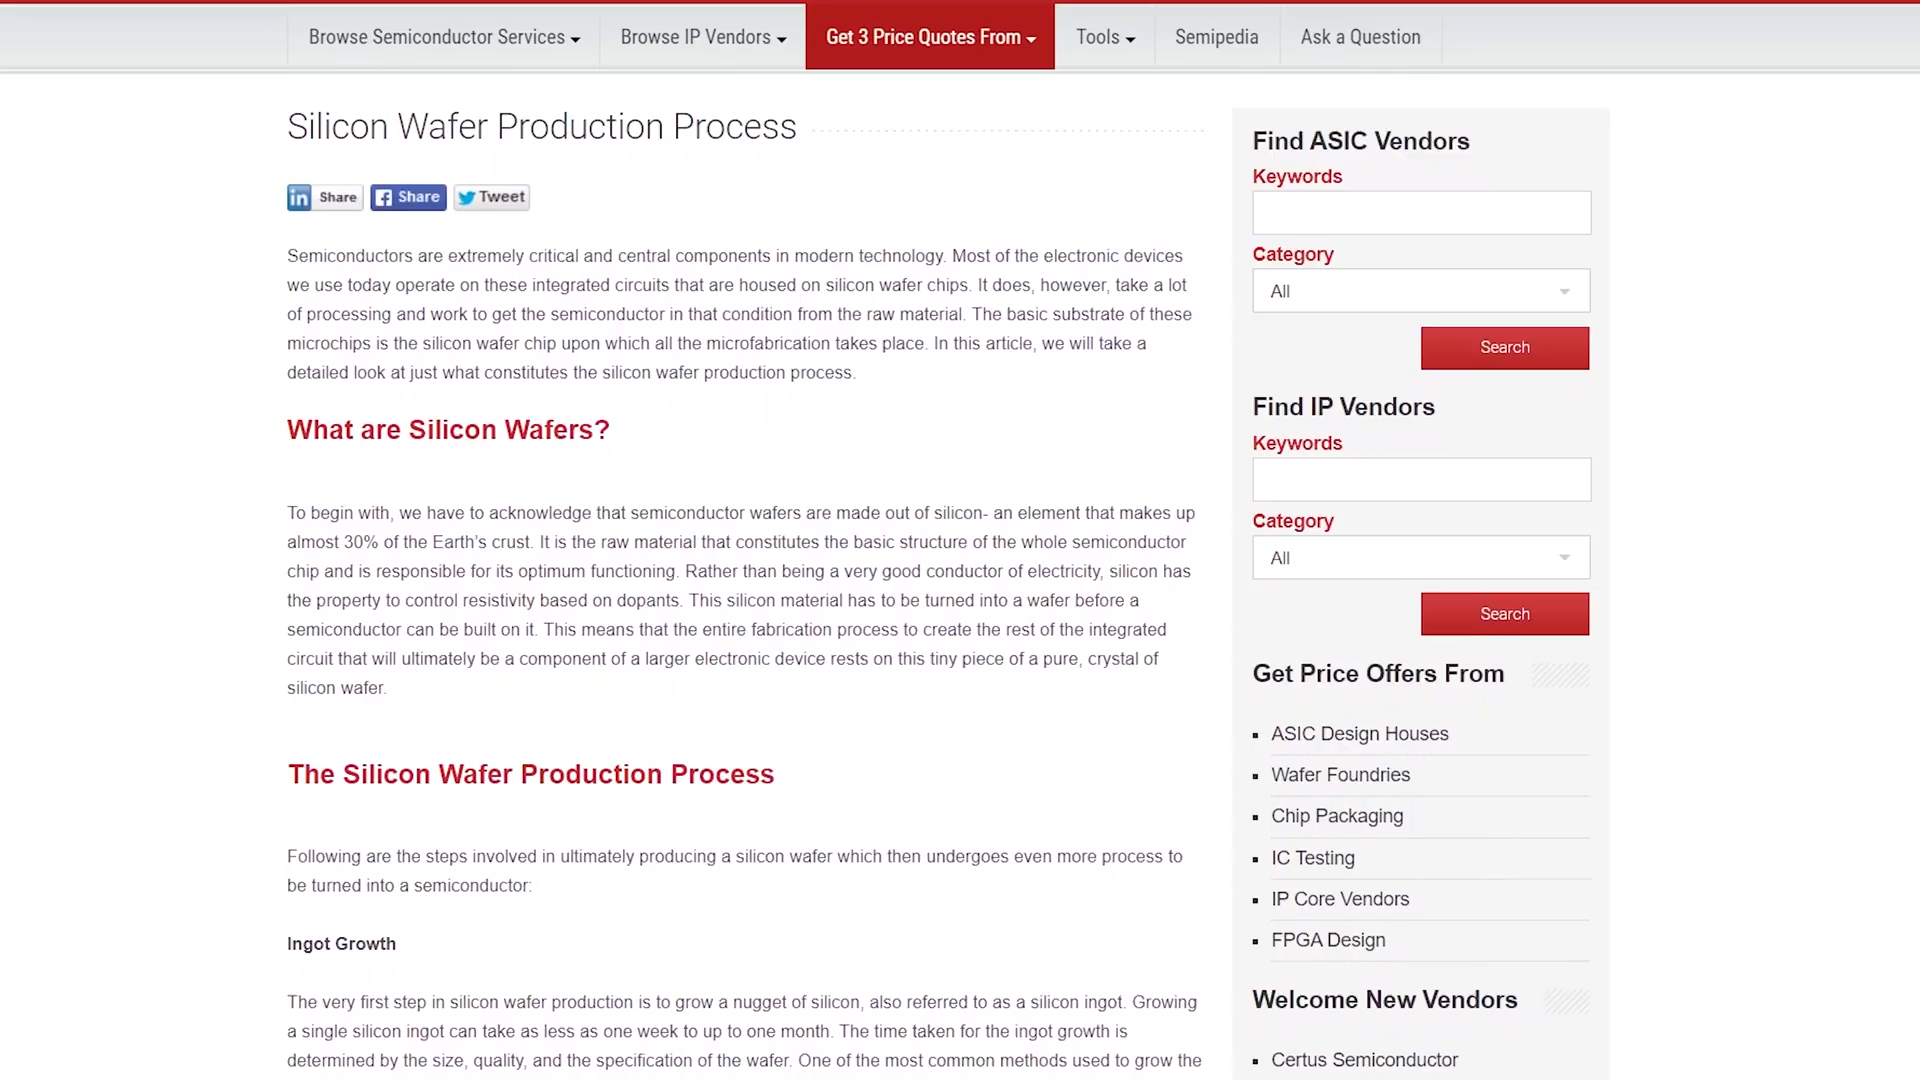 Browse Semiconductor Services
Browse IP Vendors
Get 3 Price Quotes From
Tools
Semipedia
Ask a Question
Silicon Wafer Production Process
in Share
Share
Tweet
Semiconductors are extremely critical and central components in modern technology. Most of the electronic devices
we use today operate on these integrated circuits that are housed on silicon wafer chips. It does, however, take a lot
of processing and work to get the semiconductor in that condition from the raw material. The basic substrate of these
microchips is the silicon wafer chip upon which all the microfabrication takes place. In this article, we will take a
detailed look at just what constitutes the silicon wafer production process.
What are Silicon Wafers?
To begin with, we have to acknowledge that semiconductor wafers are made out of silicon- an element that makes up
almost 30% of the Earth’s crust. It is the raw material that constitutes the basic structure of the whole semiconductor
chip and is responsible for its optimum functioning. Rather than being a very good conductor of electricity, silicon has
the property to control resistivity based on dopants. This silicon material has to be turned into a wafer before a
semiconductor can be built on it. This means that the entire fabrication process to create the rest of the integrated
circuit that will ultimately be a component of a larger electronic device rests on this tiny piece of a pure, crystal of
silicon wafer.
The Silicon Wafer Production Process
Following are the steps involved in ultimately producing a silicon wafer which then undergoes even more process to
be turned into a semiconductor:
Ingot Growth
The very first step in silicon wafer production is to grow a nugget of silicon, also referred to as a silicon ingot. Growing
a single silicon ingot can take as less as one week to up to one month. The time taken for the ingot growth is
determined by the size, quality, and the specification of the wafer. One of the most common methods used to grow the
Find ASIC Vendors
Keywords
Category
All
Search
Find IP Vendors
Keywords
Category
All
Search
Get Price Offers From
ASIC Design Houses
Wafer Foundries
Chip Packaging
IC Testing
IP Core Vendors
FPGA Design
Welcome New Vendors
Certus Semiconductor